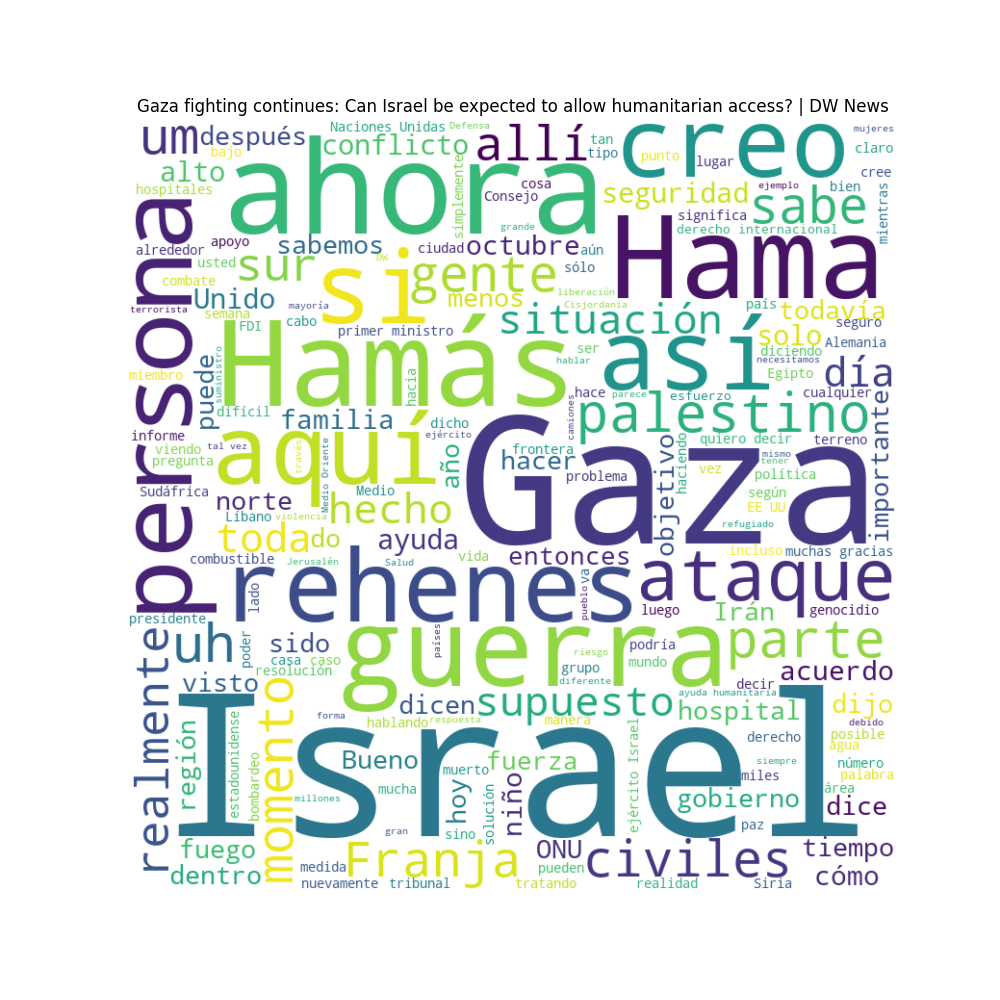 Gaza fighting continues: Can Israel be expected to allow humanitarian access? | DW News
um
después
Naciones Unidas
Defensa
conflicto
allí
tan
tipo
creo
mujeres
claro
bajo
alto
ahora
simplemente
cosa
Consejo
punto
lugar
cree
hospitales
seguridad
ejemplo
bien
sabe
mientras
persona
alrededor
apoyo
sabemos
grande
ciudad
octubre
aún
significa
derecho internacional
Hama
usted
sur
si
DW
gente
sólo
combate
Unido
semana
mayoría
menos
liberación
Cisjordania
país
todavía
terrorista
FDI
cabo
primer ministro
situación
solo
seguro
Alemania
Hamás
hablar
ser
así
diciendo
necesitamos
miembro
puede
suministro
hacia
Egipto
día
difícil
hace
parece
esfuerzo
cualquier
familia
dicho
camiones
palestino
importante
informe
aquí
ejército
Gaza
tal vez
viendo
pregunta
través
Medio Oriente
año
frontera
hacer
objetivo
haciendo
quiero decir
terreno
mismo
vez
tener
política
Sudáfrica
norte
Medio
problema
según
Líbano
violencia
hecho
EE UU
refugiado
toda
do
ayuda
entonces
incluso
muchas gracias
combustible
Jerusalén
Salud
vida
rehenes
va
pueblo
ataque
lado
luego
genocidio
presidente
Irán
realmente
uh
poder
sido
guerra
países
riesgo
podría
parte
casa
caso
resolución
grupo
diferente
mundo
acuerdo
visto
momento
decir
ayuda humanitaria
Israel
dicen
supuesto
hospital
dijo
región
estadounidense
forma
hablando
respuesta
manera
debido
derecho
posible
bombardeo
Bueno
fuerza
ejército Israel
agua
muerto
siempre
número
palabra
millones
mucha
hoy
solución
niño
miles
gobierno
área
dice
gran
sino
paz
fuego
Franja
ONU
civiles
tiempo
dentro
medida
pueden
cómo
nuevamente
tribunal
tratando
realidad
Siria